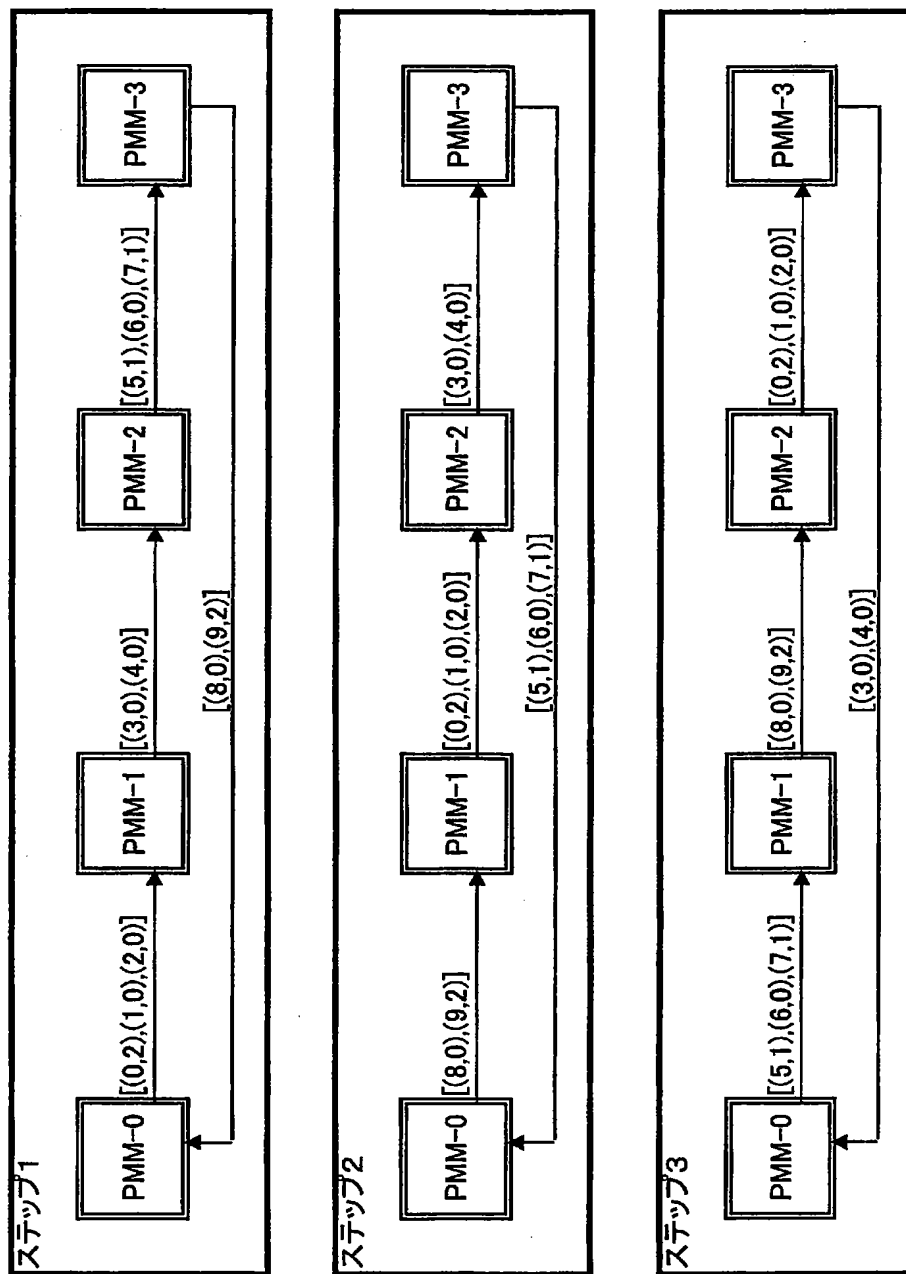 ステップ1
PMM-0
[(0,2),(1,0),(2,0)]
PMM-1
[(3,0),(4,0)]
PMM-2
[(5,1),(6,0),(7,1)]
PMM-3
[(8,0),(9,2)]
ステップ2
PMM-0
[(8,0),(9,2)]
PMM-1
[(0,2),(1,0),(2,0)]
PMM-2
[(3,0),(4,0)]
PMM-3
[(5,1),(6,0),(7,1)]
ステップ3
PMM-0
[(5,1),(6,0),(7,1)]
PMM-1
[(8,0),(9,2)]
PMM-2
[(0,2),(1,0),(2,0)]
PMM-3
[(3,0),(4,0)]